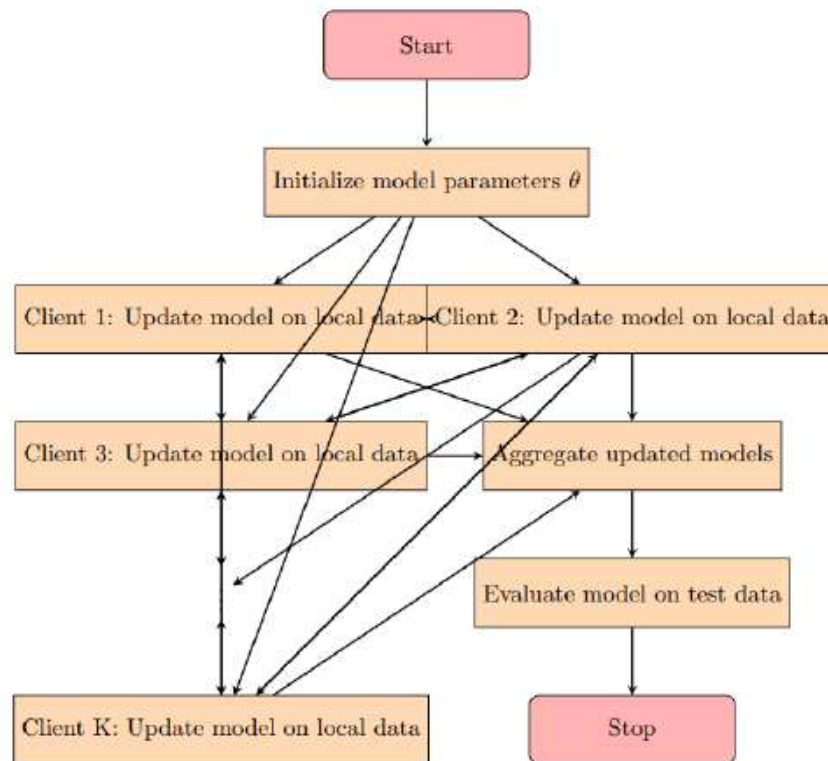 Start
Initialize model parameters θ
Client 1: Update model on local data
Client 2: Update model on local data
Client 3: Update model on local data
Aggregate updated models
Evaluate model on test data
Client K: Update model on local data
Stop